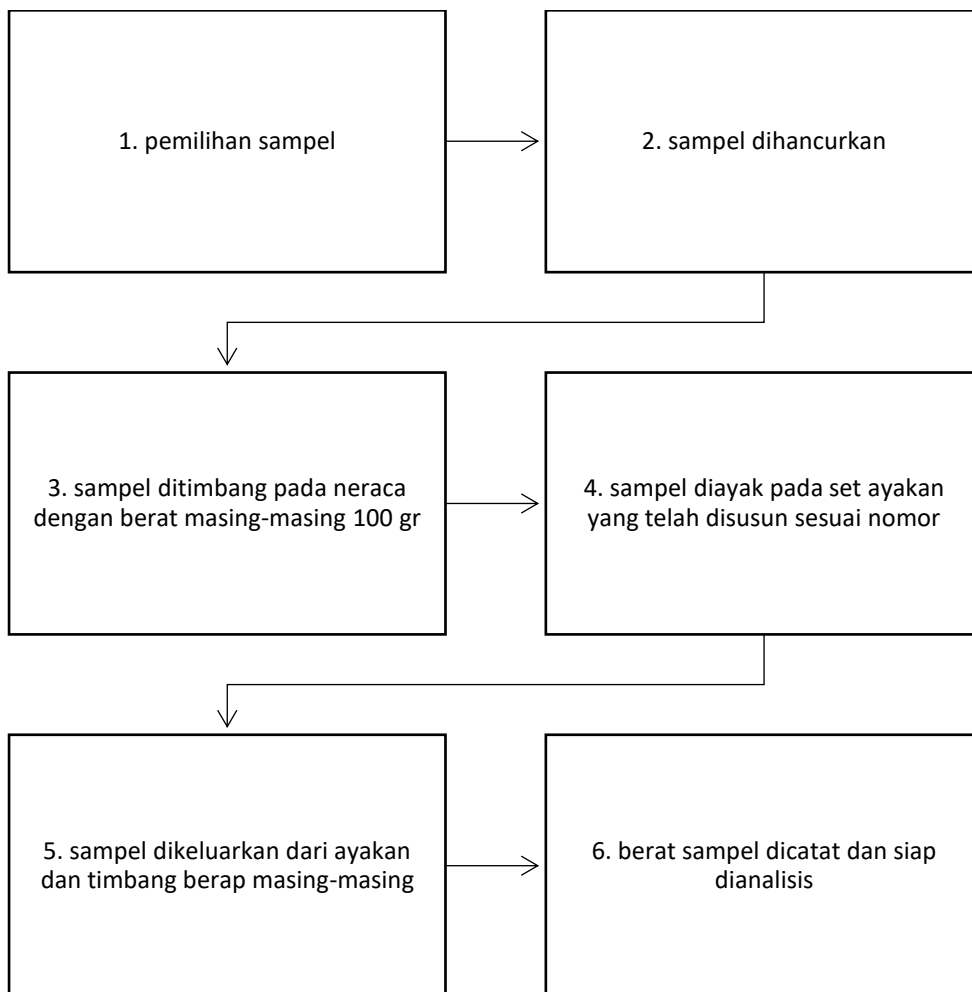 1. pemilihan sampel
2. sampel dihancurkan
3. sampel ditimbang pada neraca
dengan berat masing-masing 100 gr
4. sampel diayak pada set ayakan
yang telah disusun sesuai nomor
5. sampel dikeluarkan dari ayakan
dan timbang berap masing-masing
6. berat sampel dicatat dan siap
dianalisis